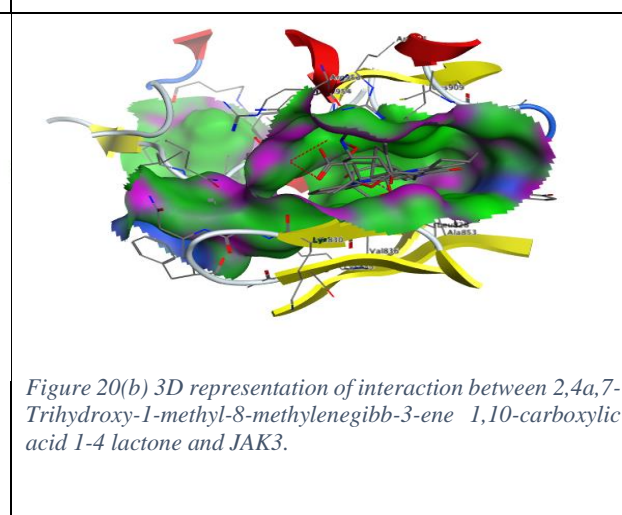 Lys830
Val836
Ala853
Figure 20(b) 3D representation of interaction between 2,4a,7-
Trihydroxy-1-methyl-8-methylenegibb-3-ene 1,10-carboxylic
acid 1-4 lactone and JAK3.